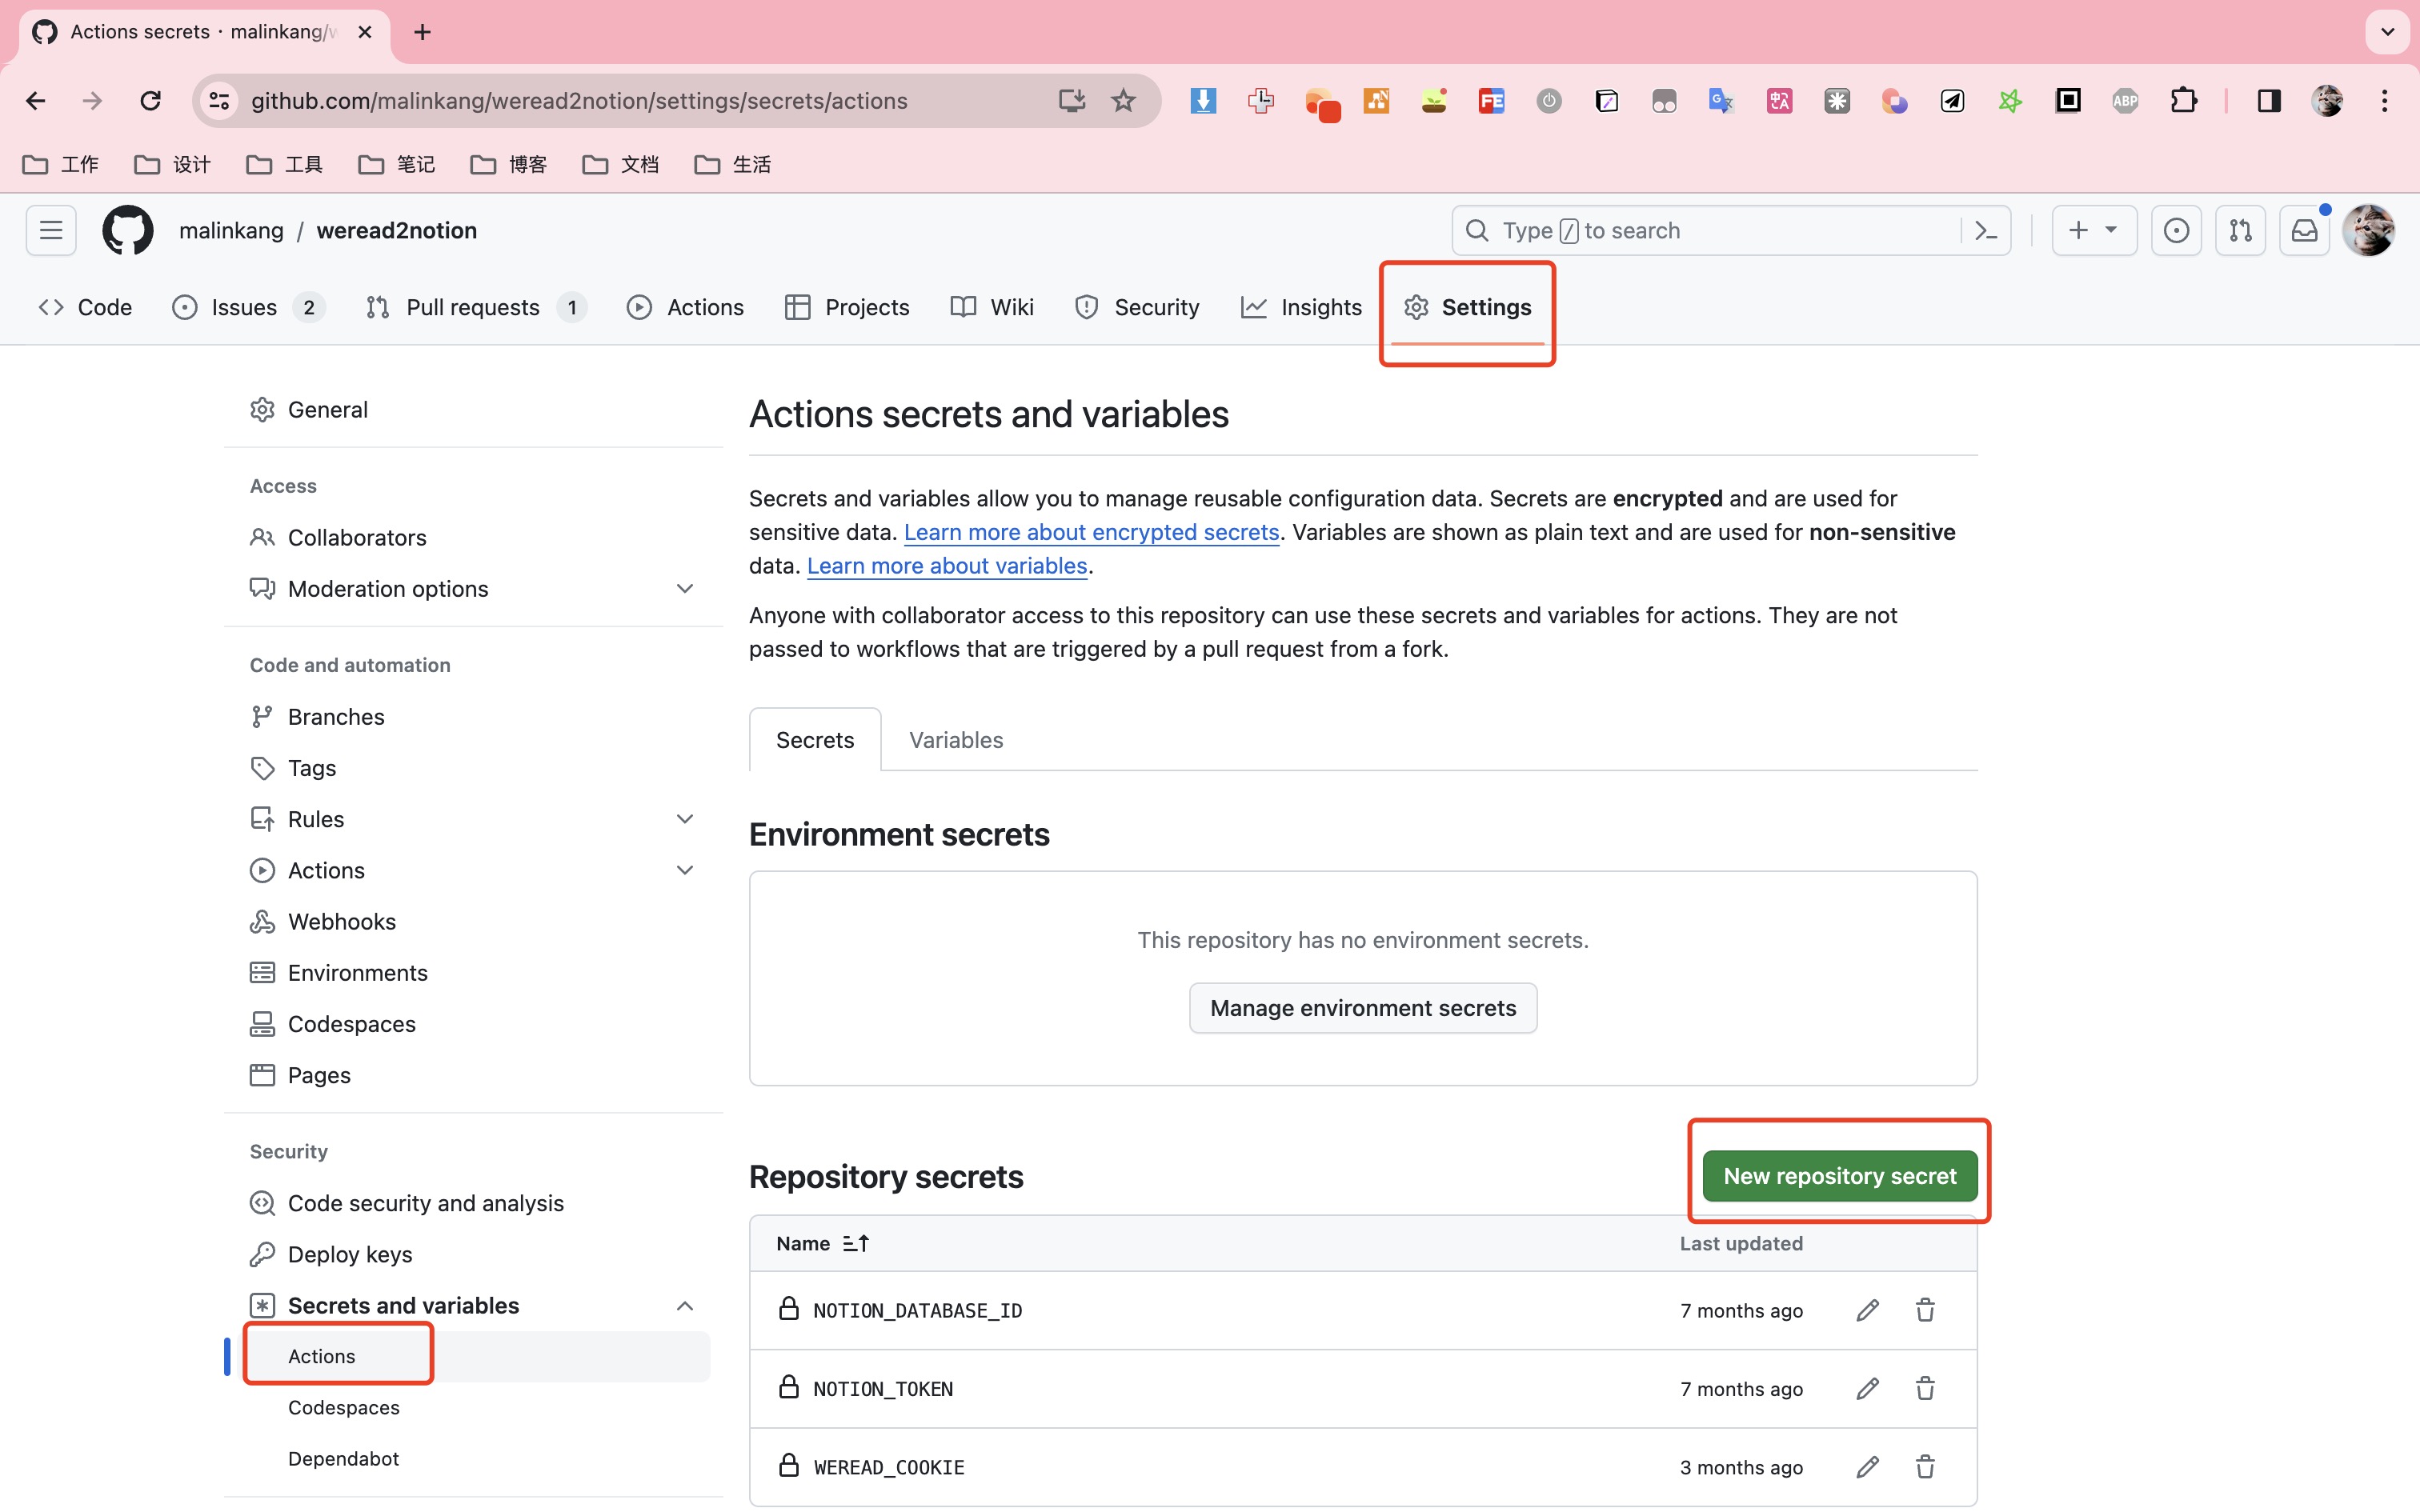 Actions secrets · malinkang/w
github.com/malinkang/weread2notion/settings/secrets/actions
FE
ABP
工作 设计 工具 笔记 博客 文档 生活
malinkang / weread2notion
Type / to search
Code Issues 2 Pull requests 1 Actions Projects Wiki Security Insights Settings
General
Access
Collaborators
Moderation options
Code and automation
Branches
Tags
Rules
Actions
Webhooks
Environments
Codespaces
Pages
Security
Code security and analysis
Deploy keys
Secrets and variables
Actions
Codespaces
Dependabot
Actions secrets and variables
Secrets and variables allow you to manage reusable configuration data. Secrets are encrypted and are used for
sensitive data. Learn more about encrypted secrets. Variables are shown as plain text and are used for non-sensitive
data. Learn more about variables.
Anyone with collaborator access to this repository can use these secrets and variables for actions. They are not
passed to workflows that are triggered by a pull request from a fork.
Secrets Variables
Environment secrets
This repository has no environment secrets.
Manage environment secrets
Repository secrets
New repository secret
Name Last updated
NOTION_DATABASE_ID 7 months ago
NOTION_TOKEN 7 months ago
WEREAD_COOKIE 3 months ago